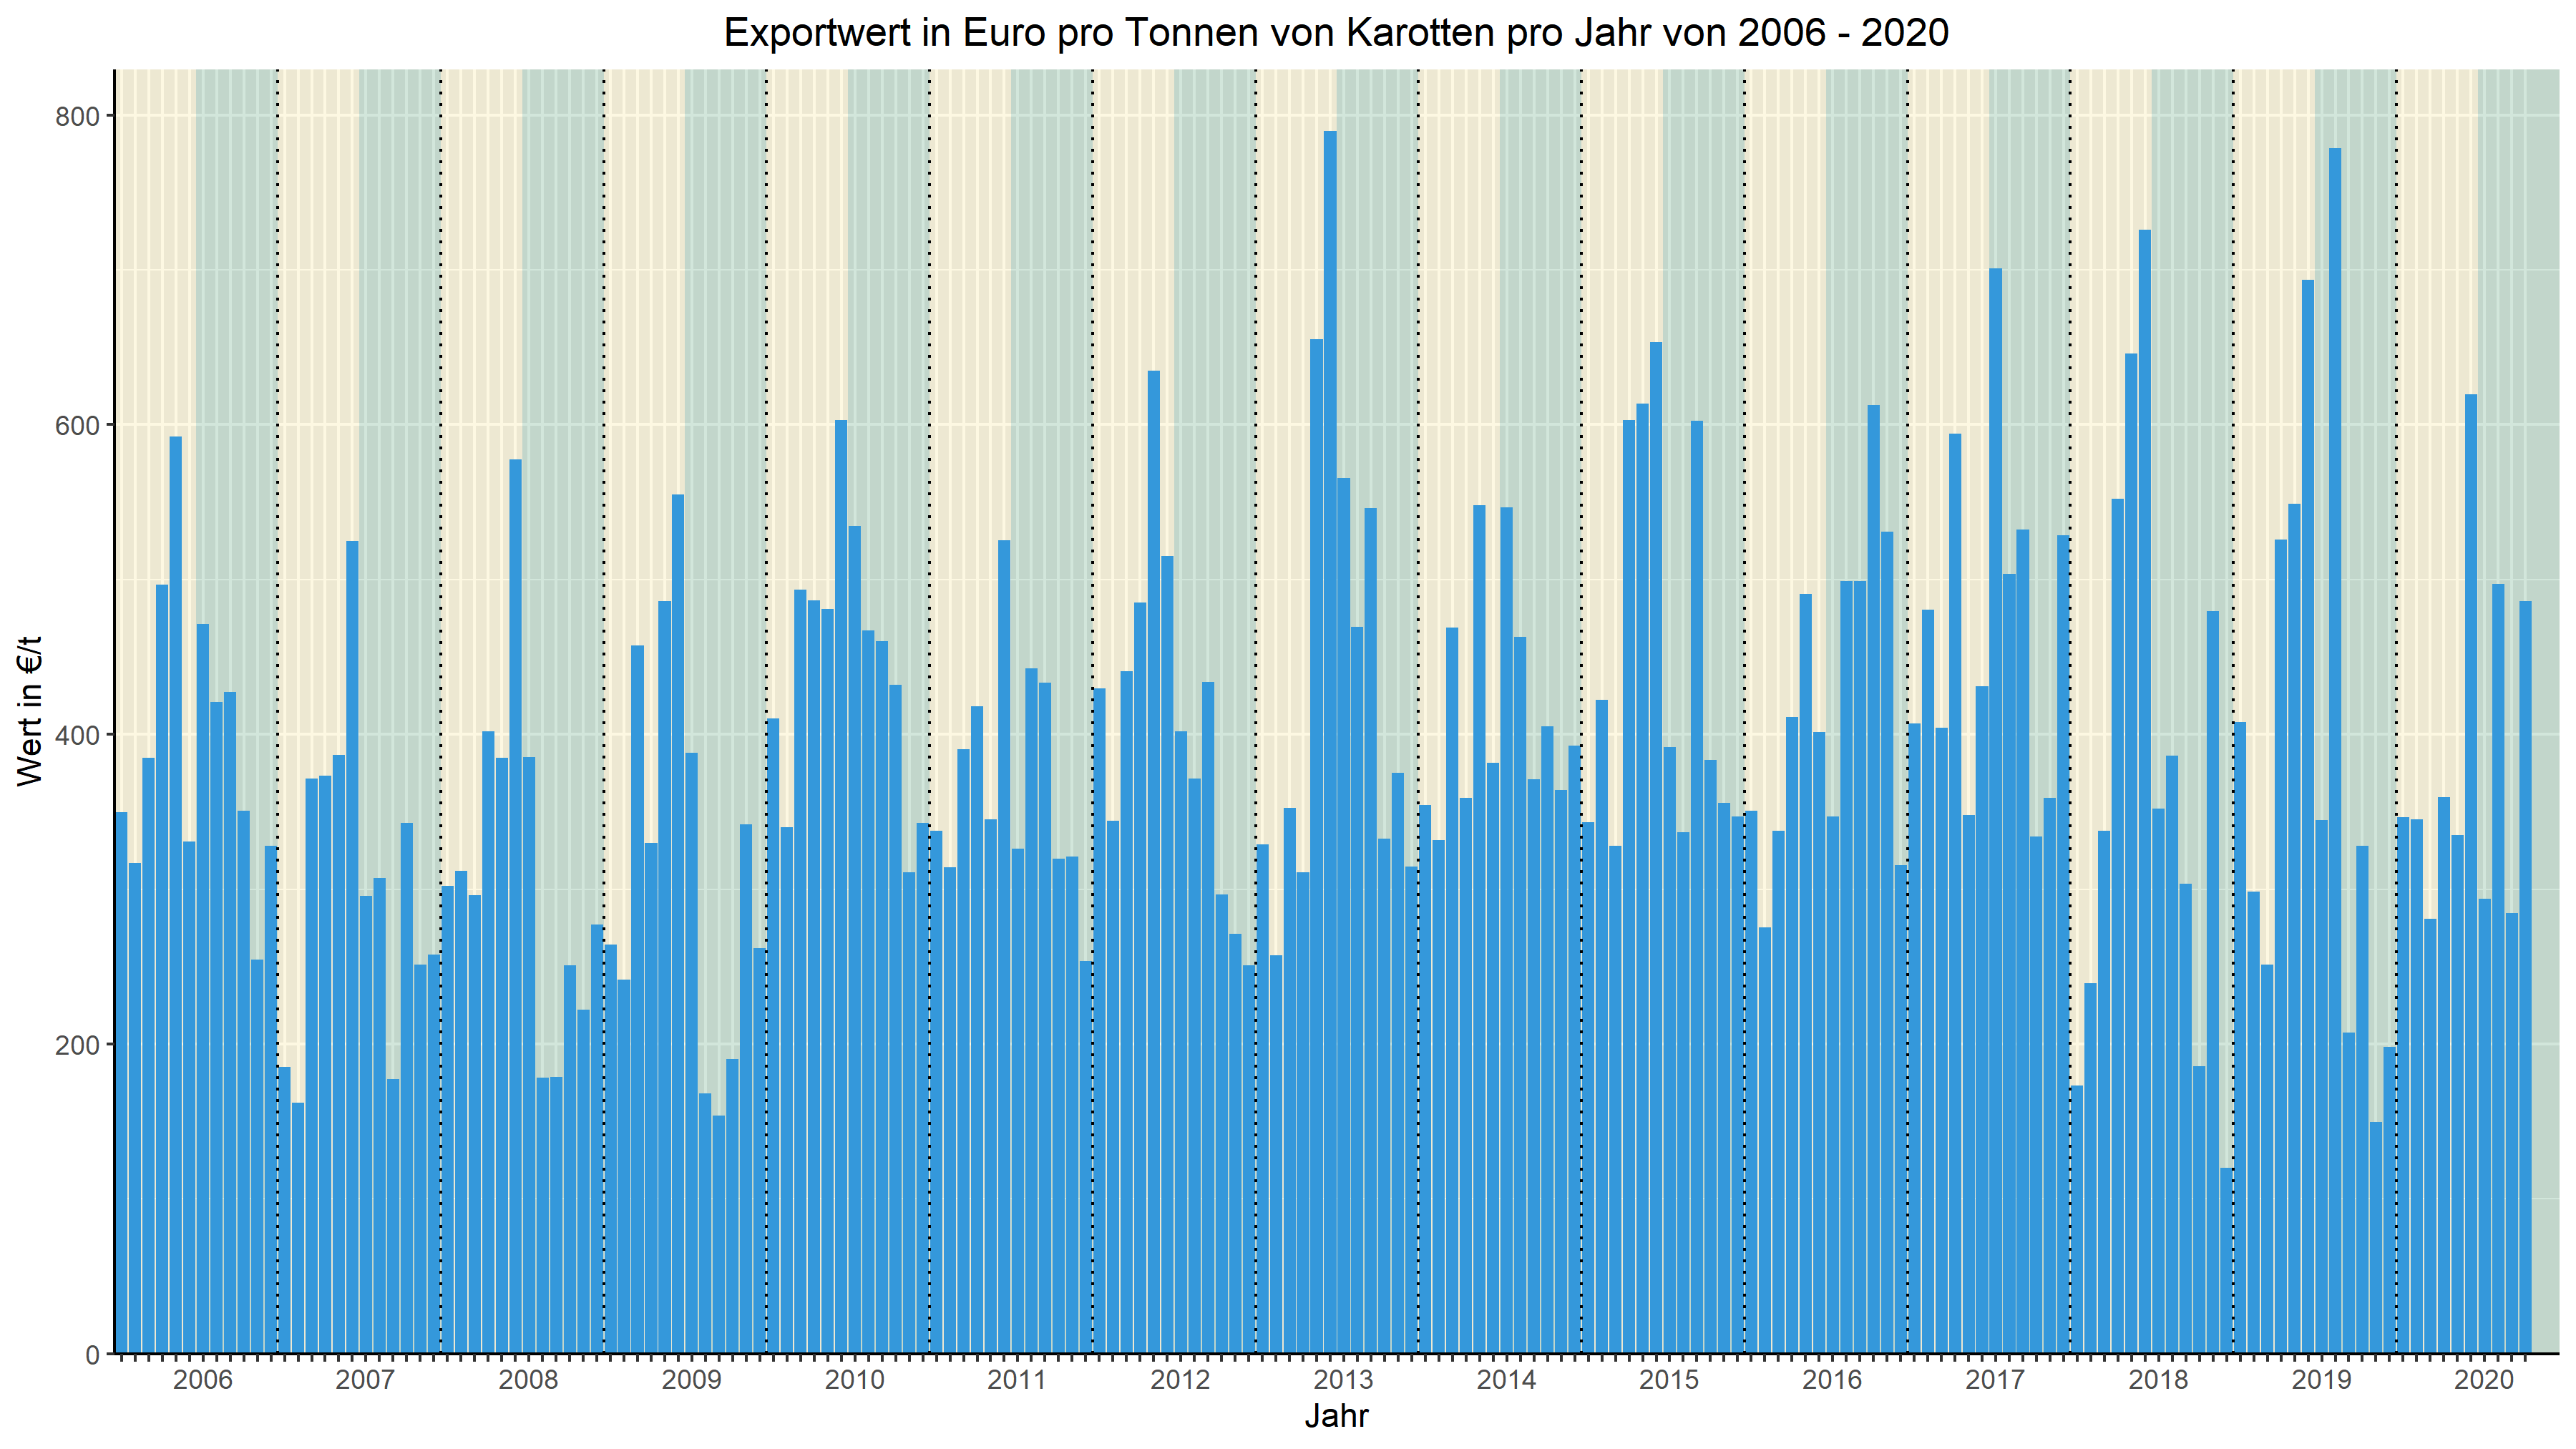 Exportwert in Euro pro Tonnen von Karotten pro Jahr von 2006 - 2020
Wert in €/t
800
600
400
200
0
2006 2007 2008 2009 2010 2011 2012 2013 2014 2015 2016 2017 2018 2019 2020
Jahr